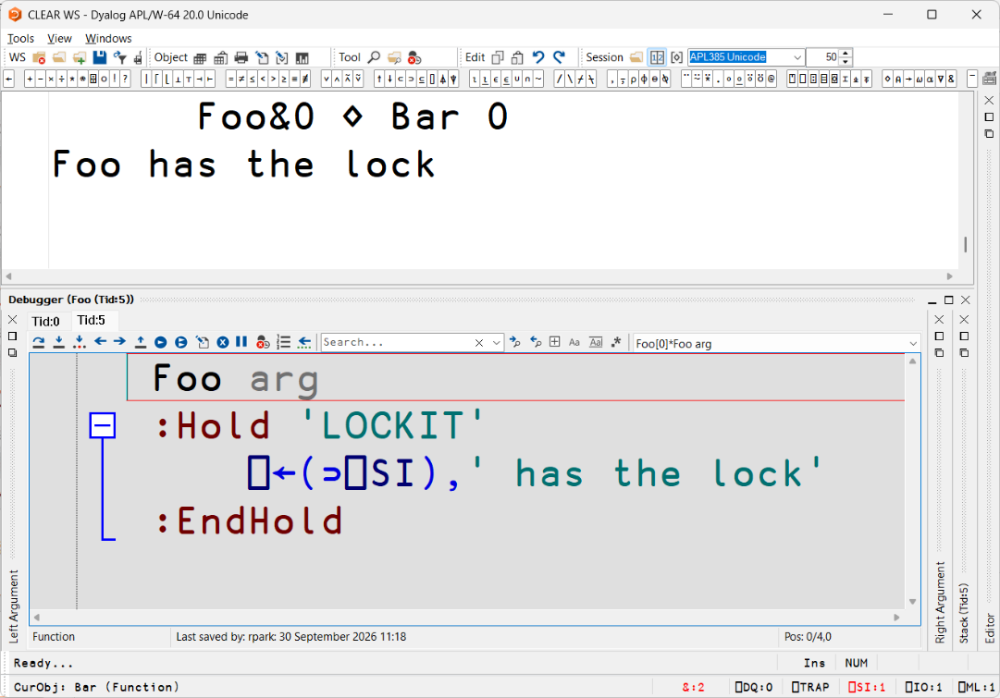 CLEAR WS - Dyalog APL/W-64 20.0 Unicode
Tools View Windows
WS Object Tool Edit Session APL385 Unicode 50
Foo&0 ⋄ Bar 0
Foo has the lock
Debugger (Foo (Tid:5))
Tid:0 Tid:5
Search... Aa Aa .* Foo[0]*Foo arg
Foo arg
:Hold 'LOCKIT'
⎕←(⊃⎕SI),' has the lock'
:EndHold
Left Argument
Right Argument
Stack (Tid:5)
Editor
Function Last saved by: rpark: 30 September 2026 11:18 Pos: 0/4,0
Ready... Ins NUM
CurObj: Bar (Function) &:2 ⎕DQ:0 ⎕TRAP ⎕SI:1 ⎕IO:1 ⎕ML:1